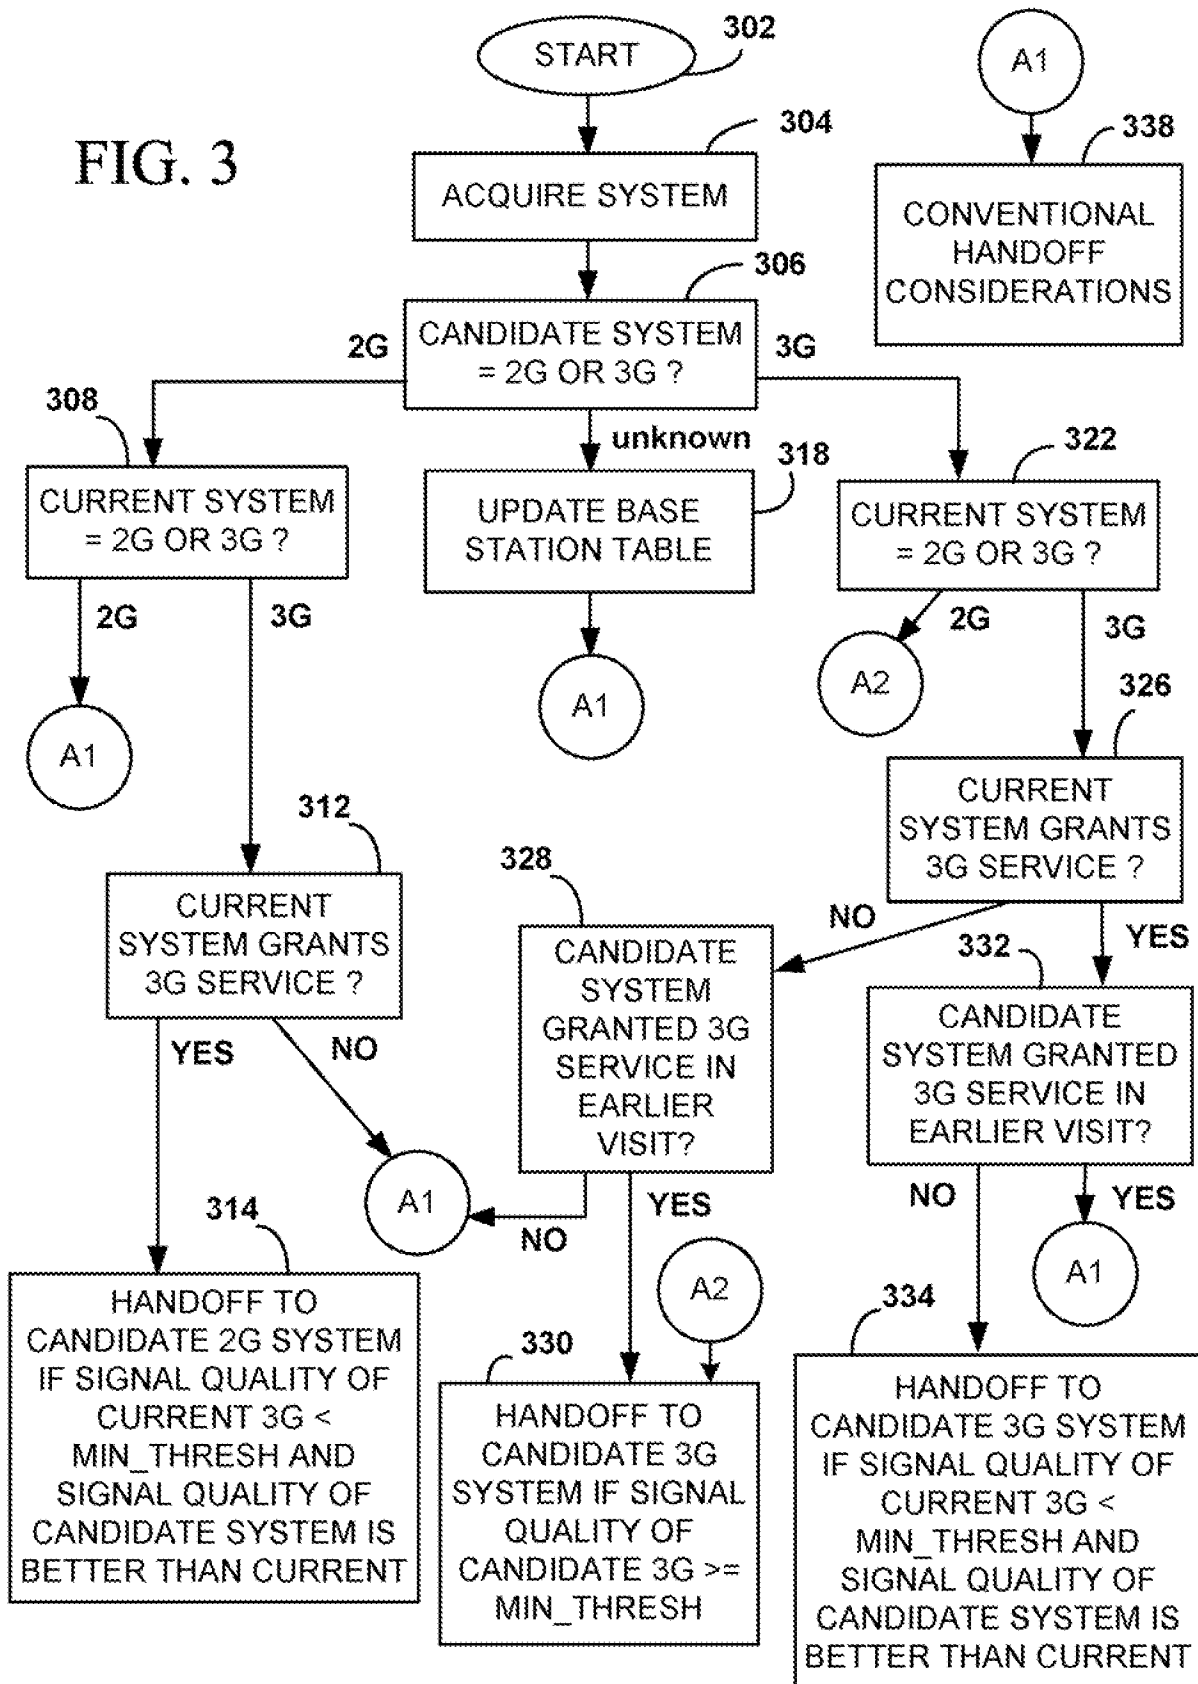 302
START
A1
304
338
FIG. 3
ACQUIRE SYSTEM
CONVENTIONAL
HANDOFF
CONSIDERATIONS
306
2G
CANDIDATE SYSTEM
= 2G OR 3G ?
3G
308
unknown
318
322
CURRENT SYSTEM
= 2G OR 3G ?
UPDATE BASE
STATION TABLE
CURRENT SYSTEM
= 2G OR 3G ?
2G
3G
2G
3G
A1
A1
A2
326
312
CURRENT
SYSTEM GRANTS
3G SERVICE ?
328
CURRENT
SYSTEM GRANTS
3G SERVICE ?
NO
YES
332
CANDIDATE
SYSTEM
GRANTED 3G
SERVICE IN
EARLIER
VISIT?
CANDIDATE
SYSTEM GRANTED
3G SERVICE IN
EARLIER VISIT?
YES
NO
A1
NO
YES
NO
YES
A2
A1
314
HANDOFF TO
CANDIDATE 2G SYSTEM
IF SIGNAL QUALITY OF
CURRENT 3G <
MIN_THRESH AND
SIGNAL QUALITY OF
CANDIDATE SYSTEM IS
BETTER THAN CURRENT
330
HANDOFF TO
CANDIDATE 3G
SYSTEM IF SIGNAL
QUALITY OF
CANDIDATE 3G >=
MIN_THRESH
334
HANDOFF TO
CANDIDATE 3G SYSTEM
IF SIGNAL QUALITY OF
CURRENT 3G <
MIN_THRESH AND
SIGNAL QUALITY OF
CANDIDATE SYSTEM IS
BETTER THAN CURRENT